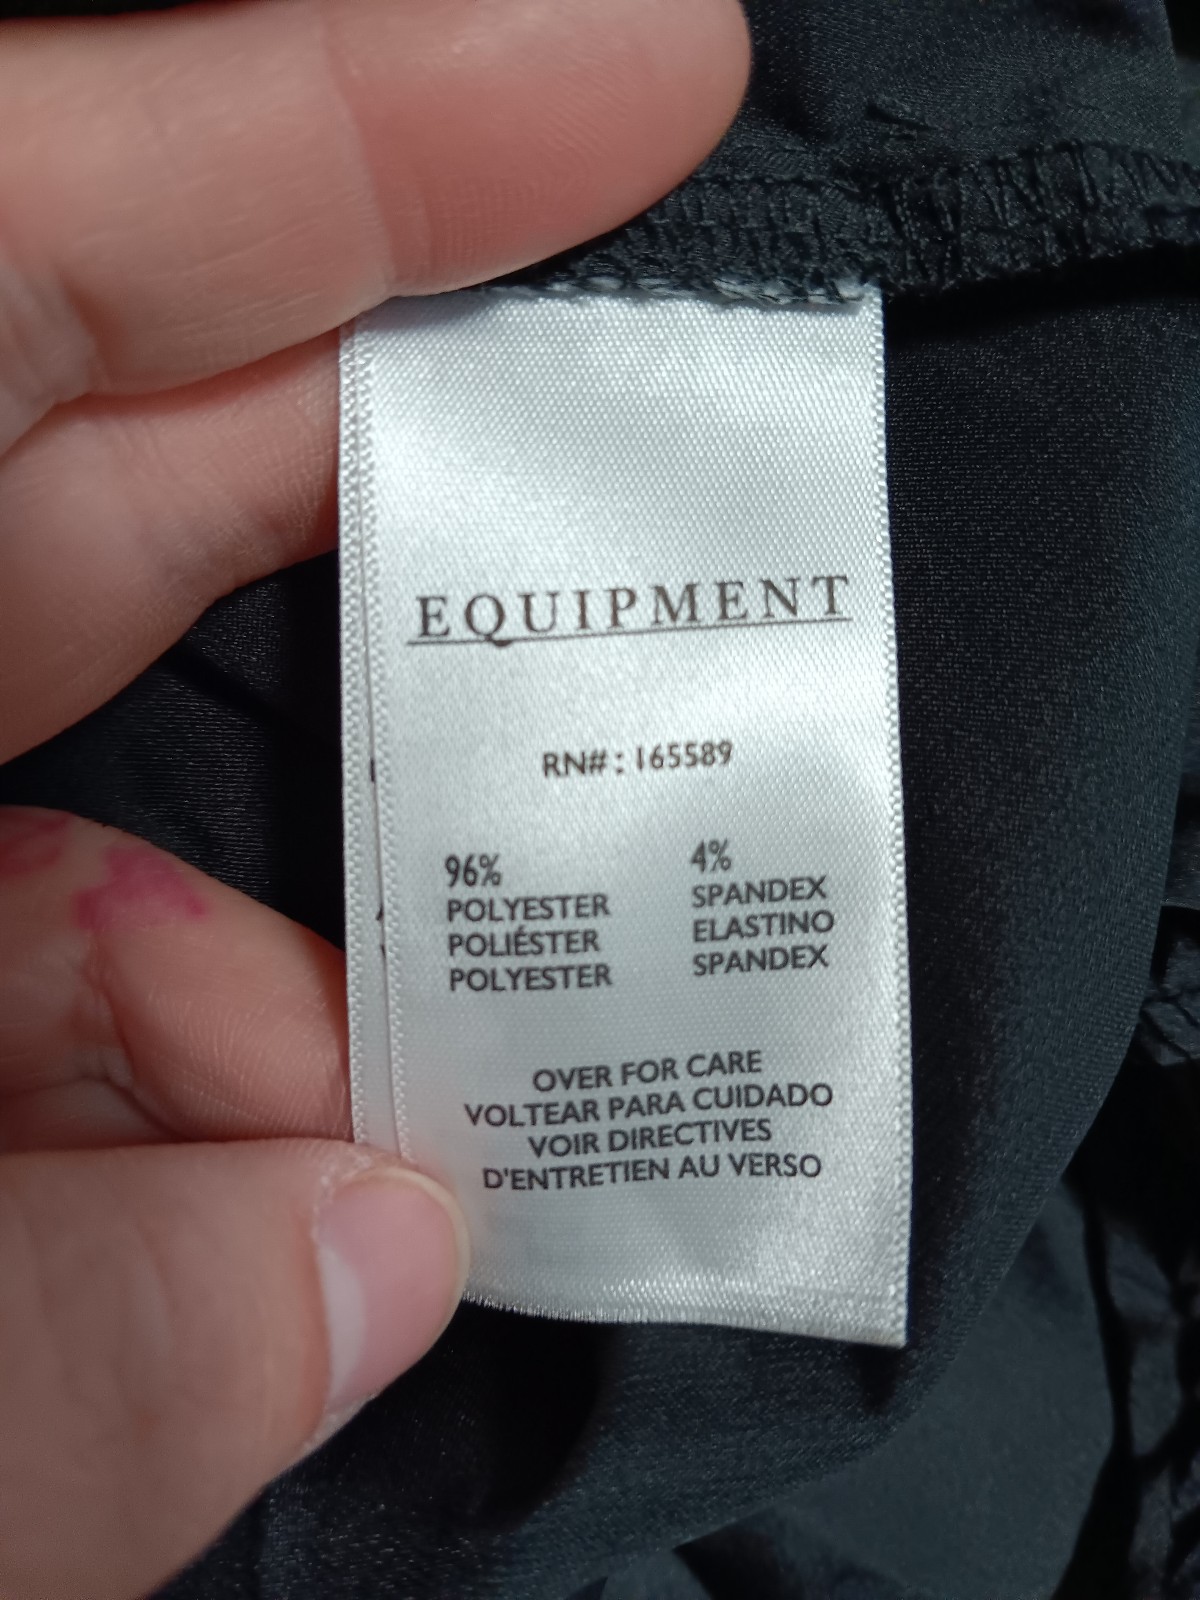 EQUIPMENT
RN# : 165589
96%
POLYESTER
POLIÉSTER
POLYESTER
4%
SPANDEX
ELASTINO
SPANDEX
OVER FOR CARE
VOLTEAR PARA CUIDADO
VOIR DIRECTIVES
D'ENTRETIEN AU VERSO